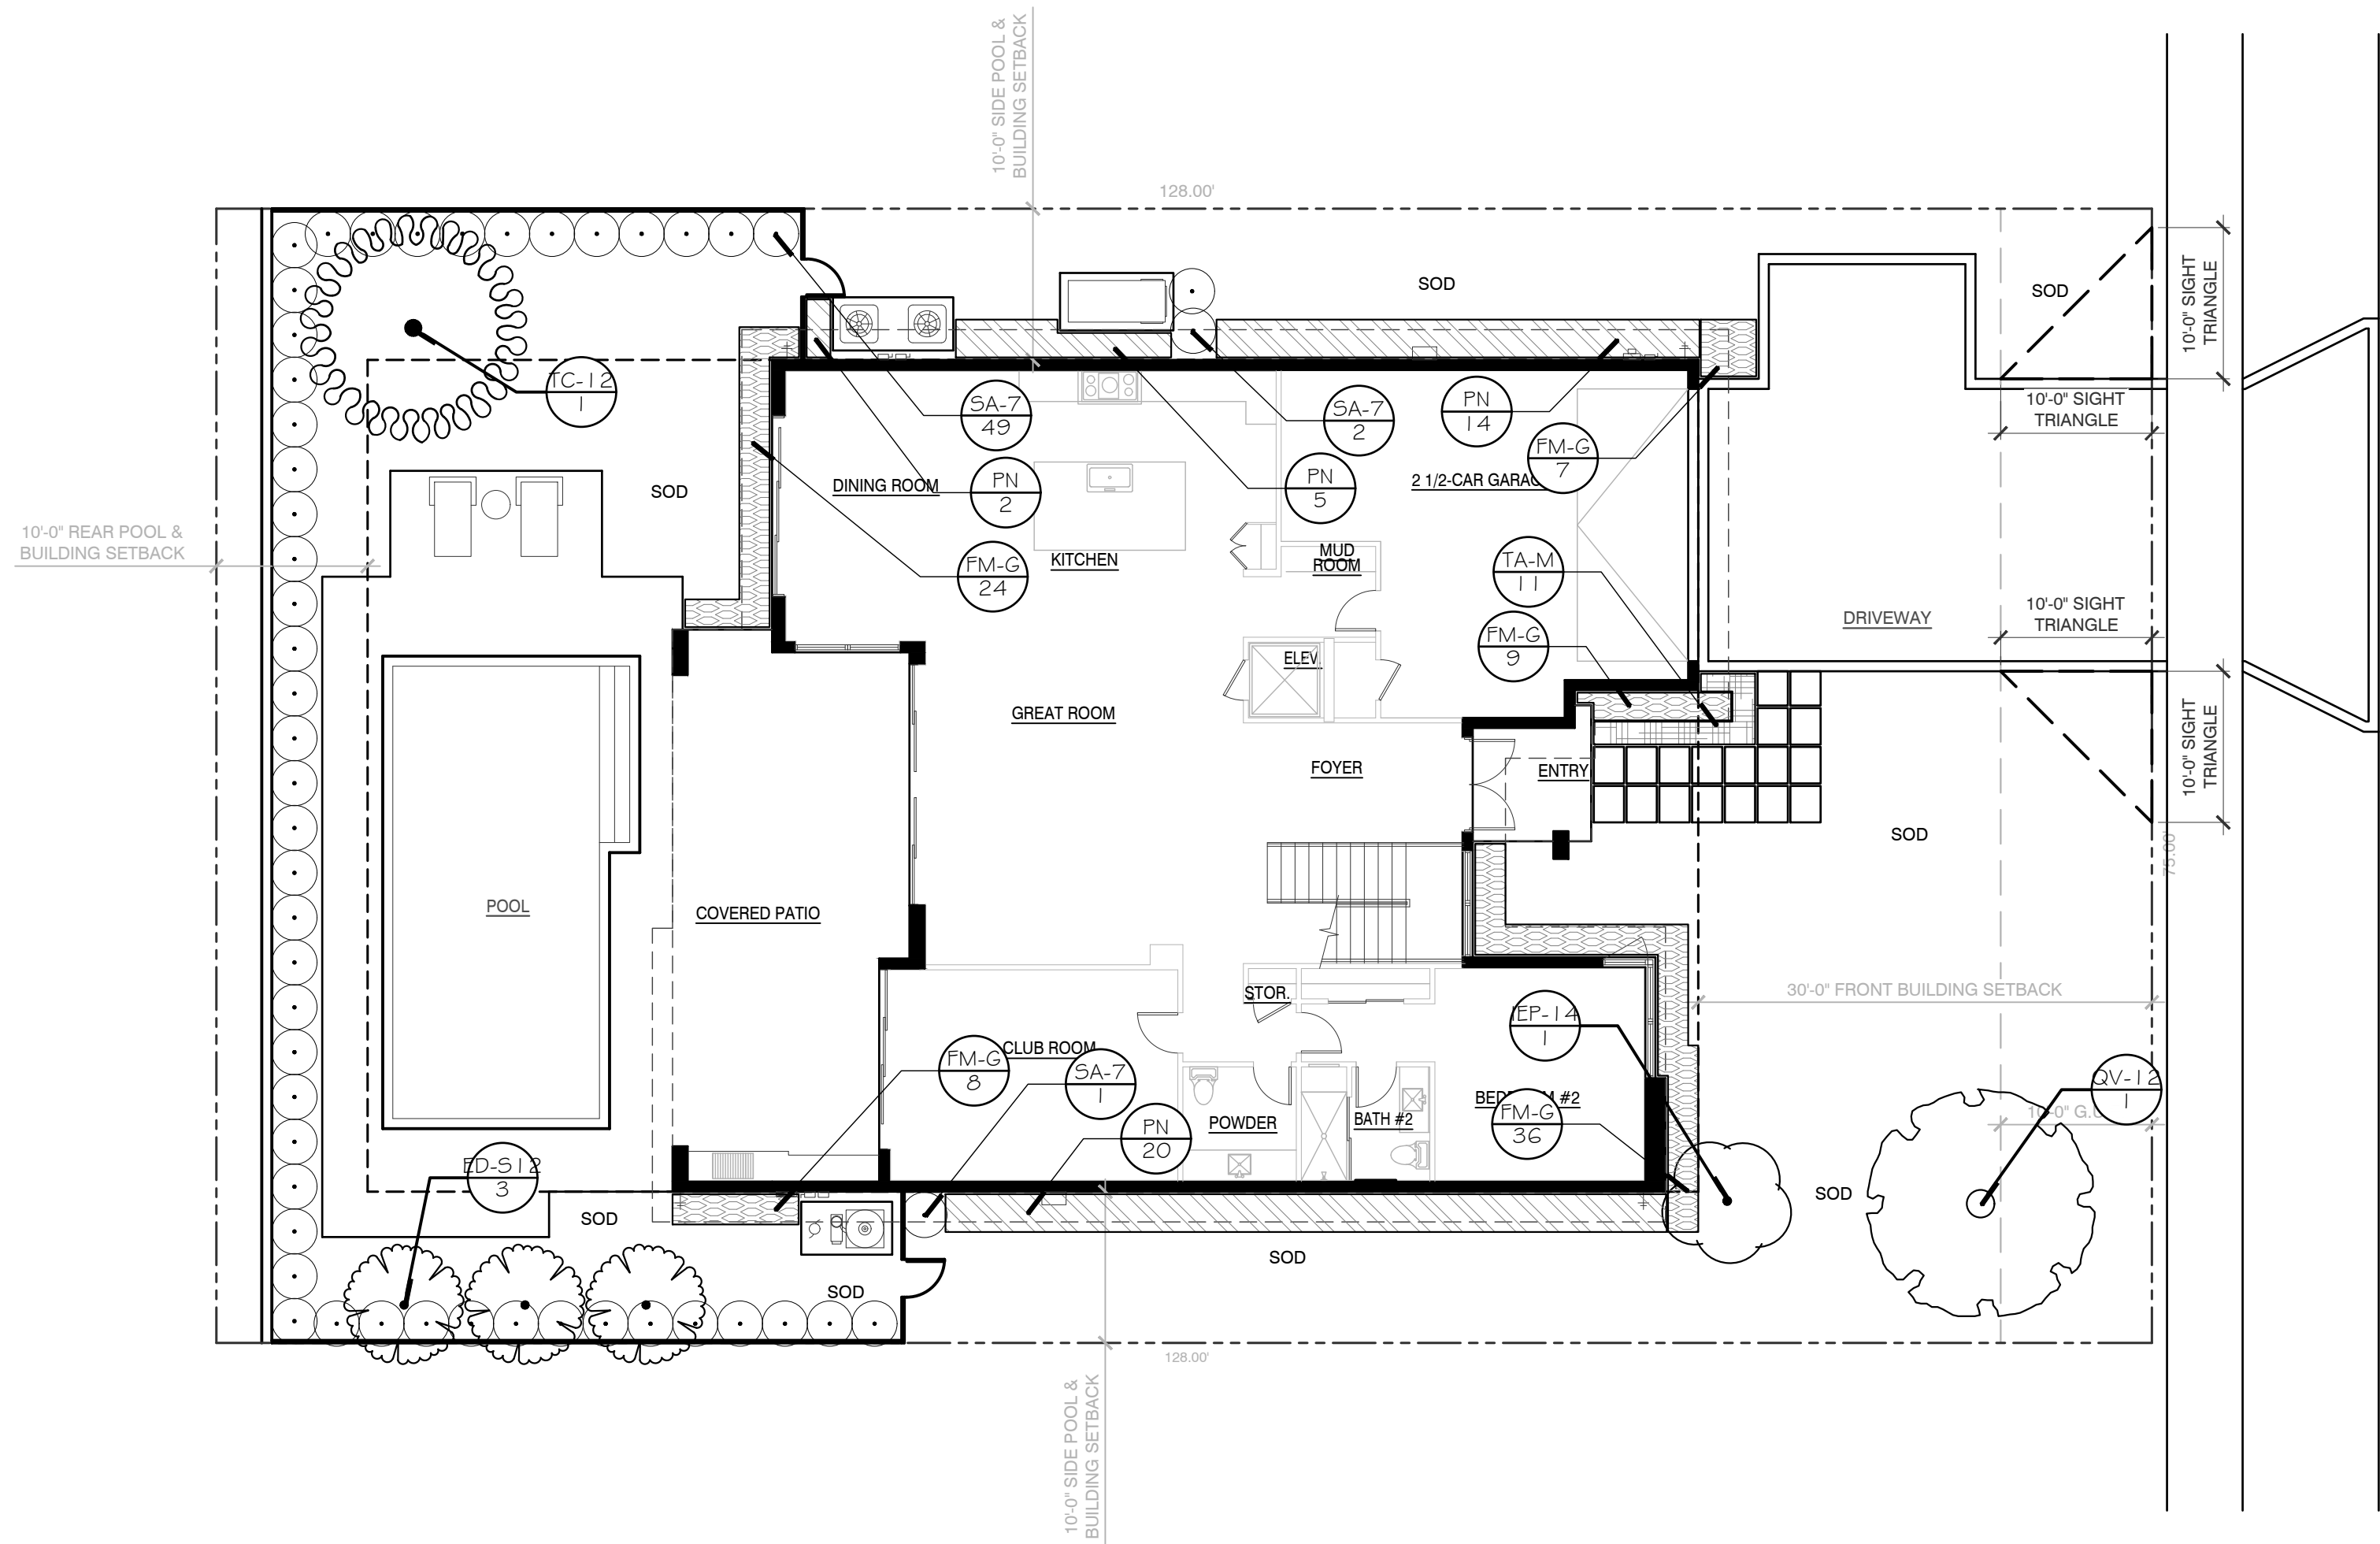 10'-0" SIDE POOL &
BUILDING SETBACK
128.00'
SOD
SOD
10'-0" SIGHT
TRIANGLE
TC-12
1
SA-7
49
SA-7
2
PN
14
10'-0" SIGHT
TRIANGLE
FM-G
7
SOD
DINING ROOM
PN
2
PN
5
2 1/2-CAR GARAG
10'-0" REAR POOL &
BUILDING SETBACK
KITCHEN
FM-G
24
MUD
ROOM
TA-M
11
FM-G
9
DRIVEWAY
10'-0" SIGHT
TRIANGLE
ELEV.
GREAT ROOM
FOYER
ENTRY
10'-0" SIGHT
TRIANGLE
SOD
75.00'
POOL
COVERED PATIO
STOR.
30'-0" FRONT BUILDING SETBACK
IEP-14
1
CLUB ROOM
FM-G
8
SA-7
1
PN
20
POWDER
BATH #2
BEDROOM #2
FM-G
36
QV-12
1
10'-0" G.U
ED-S12
3
SOD
SOD
SOD
SOD
128.00'
10'-0" SIDE POOL &
BUILDING SETBACK